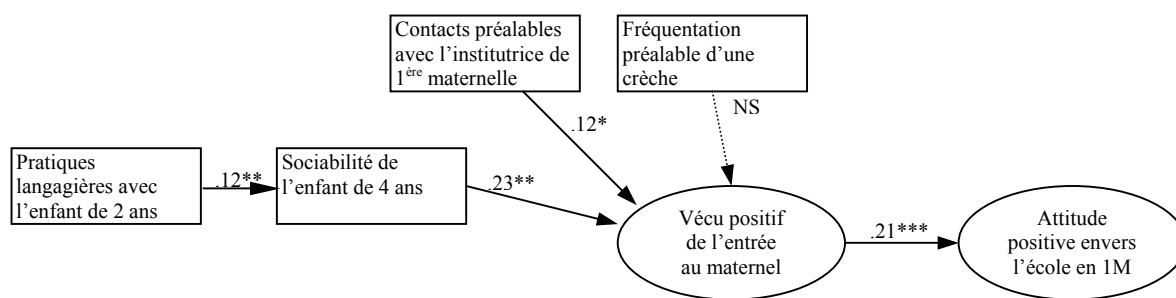 Contacts préalables
avec l'institutrice de
1ère maternelle
Fréquentation
préalable d'une
crèche
.12*
NS
Pratiques
langagières avec
l'enfant de 2 ans
.12**
Sociabilité de
l'enfant de 4 ans
.23**
Vécu positif
de l'entrée
au maternel
.21***
Attitude
positive envers
l'école en 1M